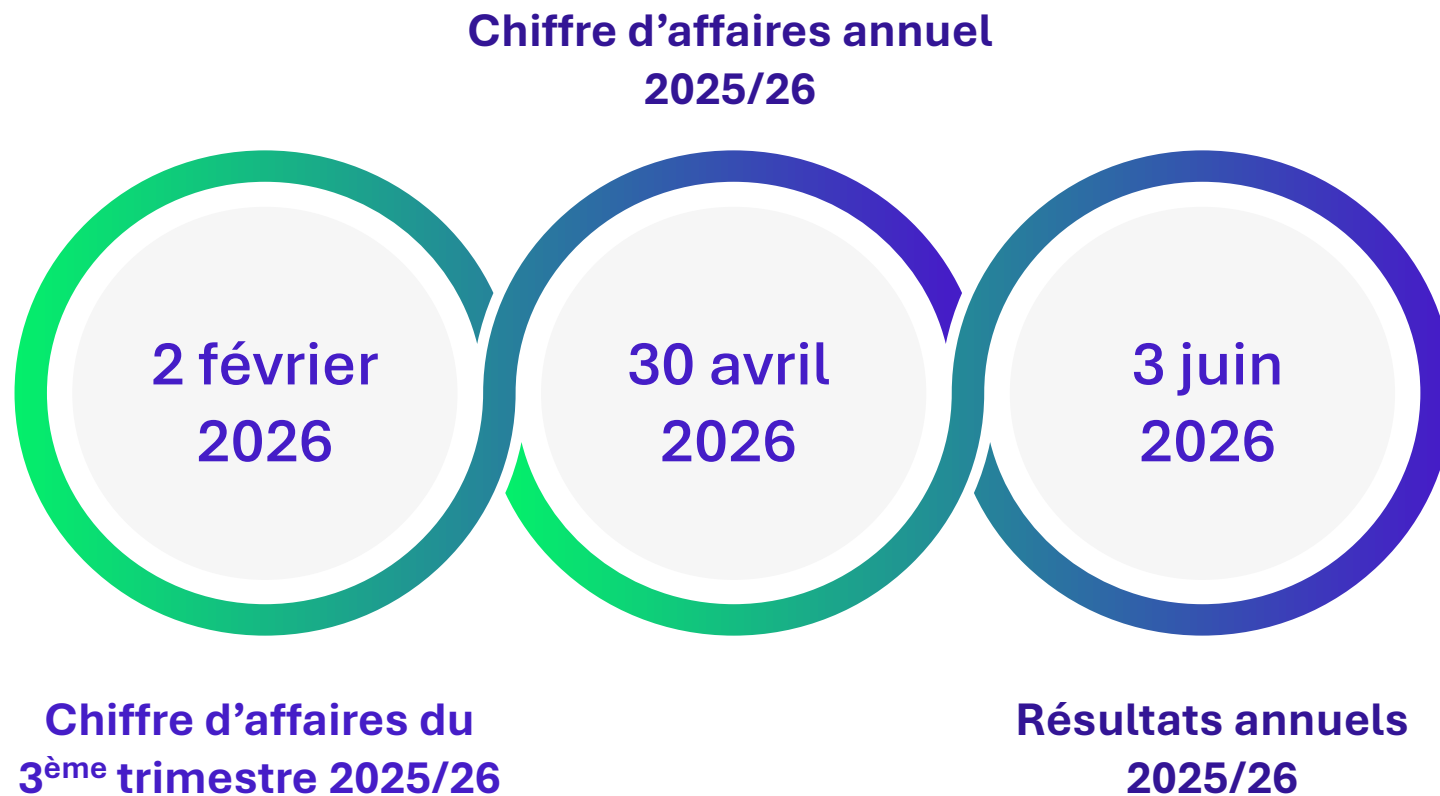 Chiffre d’affaires annuel
2025/26
2 février
2026
30 avril
2026
3 juin
2026
Chiffre d’affaires du
3ème trimestre 2025/26
Résultats annuels
2025/26